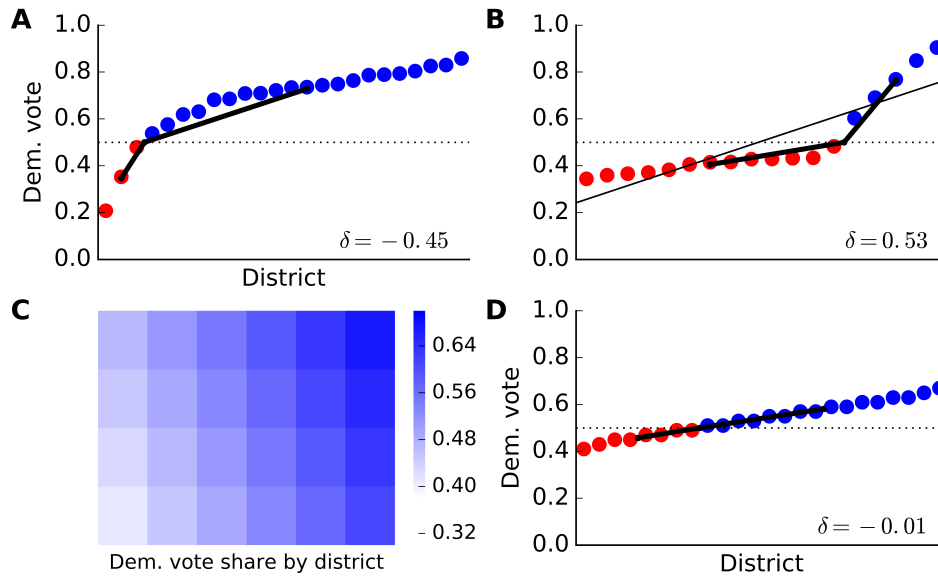 A
1.0
0.8
0.6
0.4
0.2
0.0
Dem. vote
δ = −0.45
District
B
1.0
0.8
0.6
0.4
0.2
0.0
δ = 0.53
C
0.64
0.56
0.48
0.40
0.32
Dem. vote share by district
D
1.0
0.8
0.6
0.4
0.2
0.0
Dem. vote
δ = −0.01
District